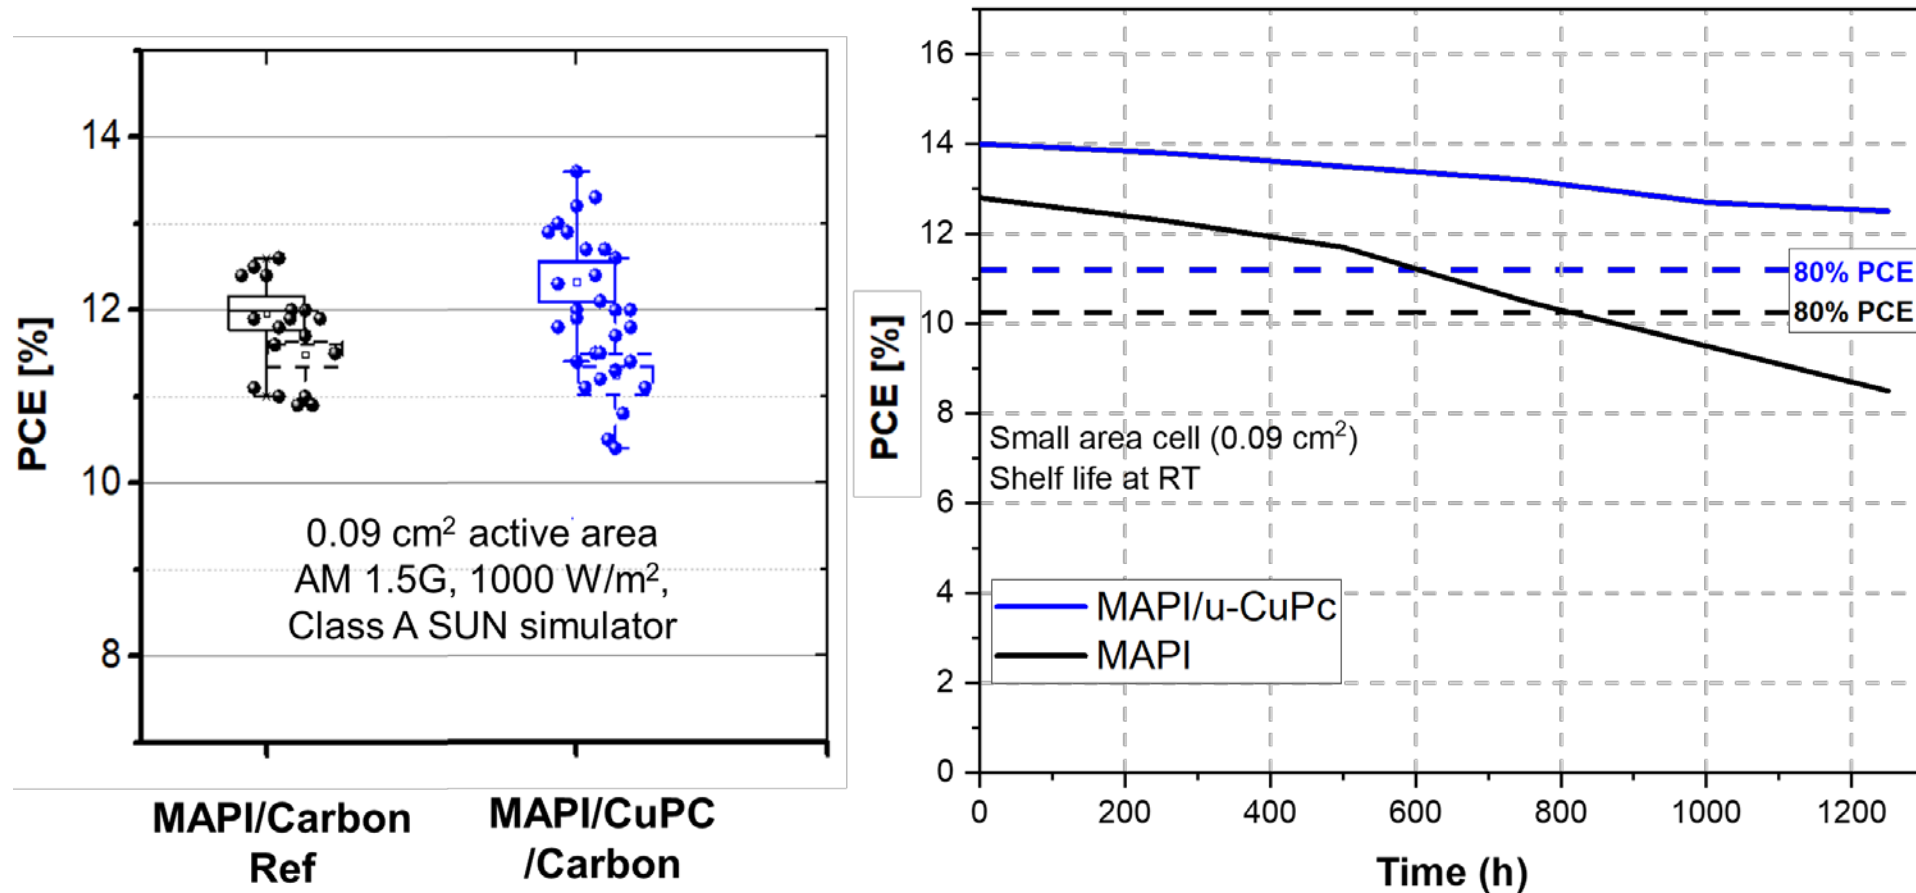 PCE [%]
14
12
10
8
0.09 cm² active area
AM 1.5G, 1000 W/m²,
Class A SUN simulator
MAPI/Carbon
Ref
MAPI/CuPC
/Carbon
PCE [%]
16
14
12
10
8
6
4
2
0
80% PCE
80% PCE
Small area cell (0.09 cm²)
Shelf life at RT
MAPI/u-CuPc
MAPI
0 200 400 600 800 1000 1200
Time (h)